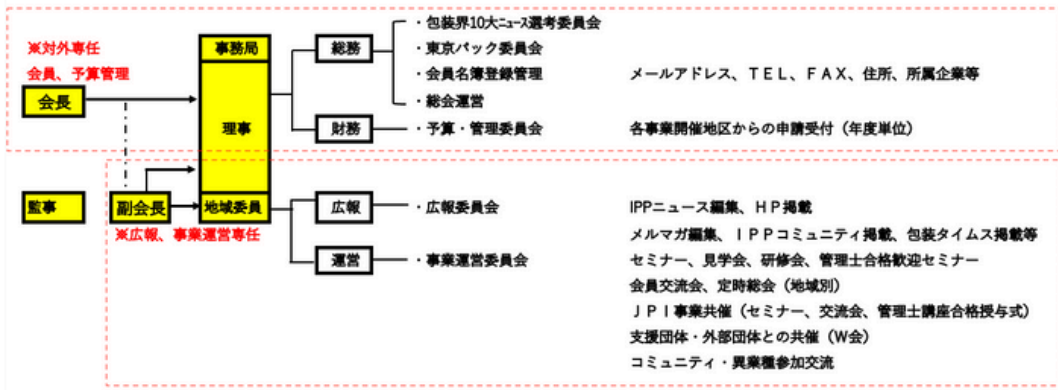 ・包装界10大ニュース選考委員会
※対外専任
事務局
総務
・東京パック委員会
会員、予算管理
・会員名簿登録管理
メールアドレス、ＴＥＬ、ＦＡＸ、住所、所属企業等
会長
・総会運営
理事
財務
・予算・管理委員会
各事業開催地区からの申請受付（年度単位）
監事
副会長
地域委員
広報
・広報委員会
IPPニュース編集、ＨＰ掲載
※広報、事業運営専任
メルマガ編集、ＩＰＰコミュニティ掲載、包装タイムス掲載等
運営
・事業運営委員会
セミナー、見学会、研修会、管理士合格歓迎セミナー
会員交流会、定時総会（地域別）
ＪＰＩ事業共催（セミナー、交流会、管理士講座合格授与式）
支援団体・外部団体との共催（W会）
コミュニティ・異業種参加交流